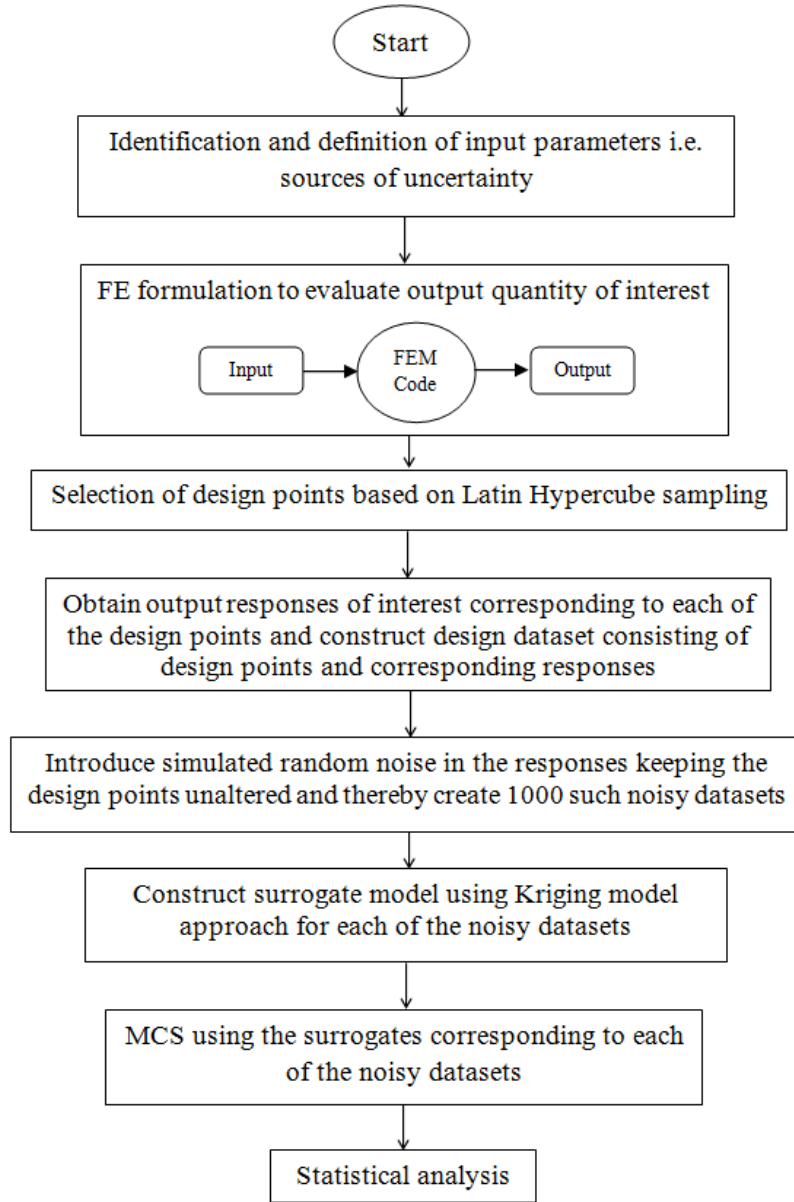 Start
Identification and definition of input parameters i.e.
sources of uncertainty
FE formulation to evaluate output quantity of interest
Input
FEM
Code
Output
Selection of design points based on Latin Hypercube sampling
Obtain output responses of interest corresponding to each of
the design points and construct design dataset consisting of
design points and corresponding responses
Introduce simulated random noise in the responses keeping the
design points unaltered and thereby create 1000 such noisy datasets
Construct surrogate model using Kriging model
approach for each of the noisy datasets
MCS using the surrogates corresponding to each
of the noisy datasets
Statistical analysis